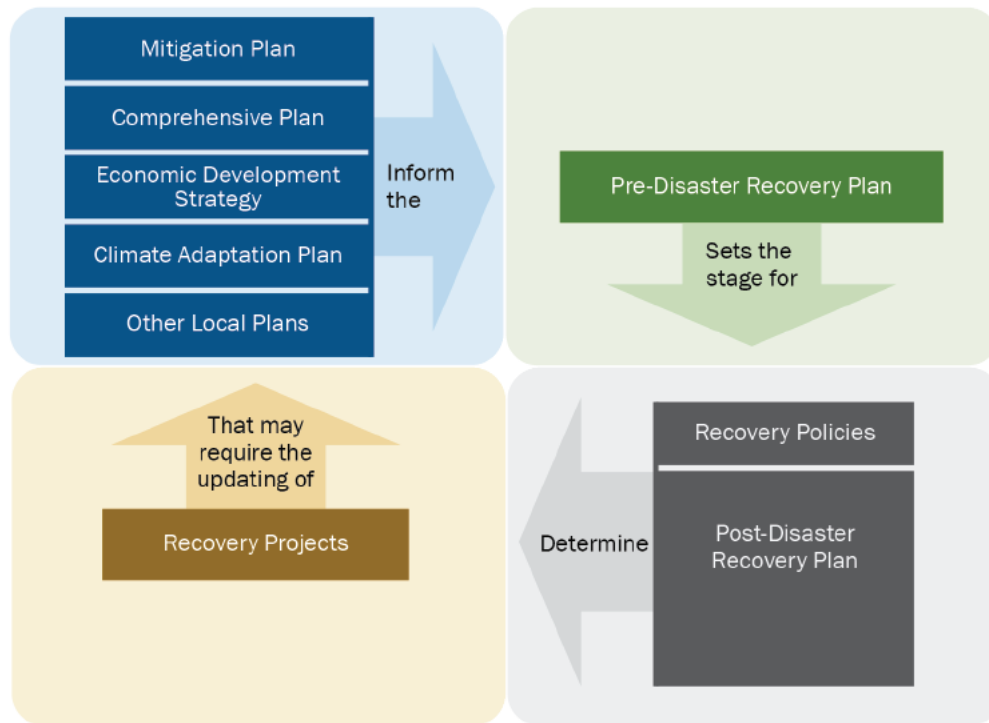 Mitigation Plan
Comprehensive Plan
Economic Development
Strategy
Climate Adaptation Plan
Other Local Plans
Inform
the
Pre-Disaster Recovery Plan
Sets the
stage for
Recovery Policies
Post-Disaster
Recovery Plan
Determine
Recovery Projects
That may
require the
updating of